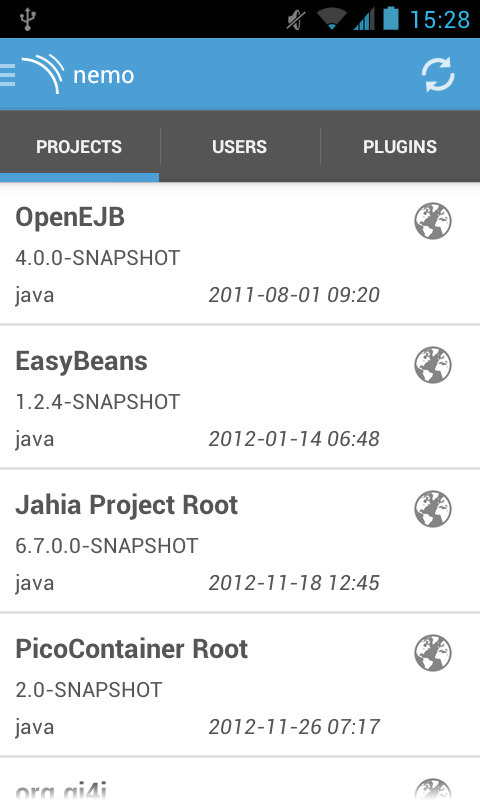 15:28
nemo
PROJECTS USERS PLUGINS
OpenEJB
4.0.0-SNAPSHOT
java 2011-08-01 09:20
EasyBeans
1.2.4-SNAPSHOT
java 2012-01-14 06:48
Jahia Project Root
6.7.0.0-SNAPSHOT
java 2012-11-18 12:45
PicoContainer Root
2.0-SNAPSHOT
java 2012-11-26 07:17
org.qi4j